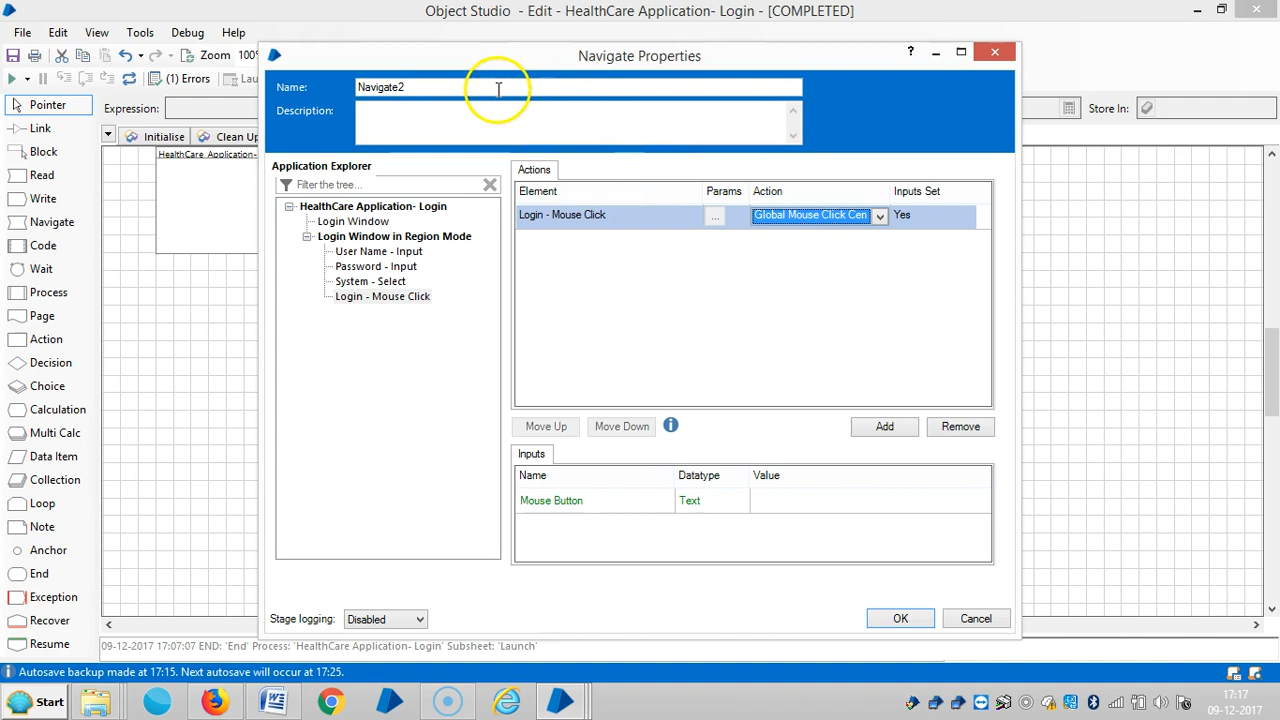 Object Studio - Edit - HealthCare Application- Login - [COMPLETED]
File Edit View Tools Debug Help
Zoom 100%
(1) Errors
Navigate Properties
Name: Navigate2
Description:
Expression:
Store In:
Initialise
Clean Up
HealthCare Application-
Pointer
Link
Block
Read
Write
Navigate
Code
Wait
Process
Page
Action
Decision
Choice
Calculation
Multi Calc
Data Item
Collection
Loop
Note
Anchor
End
Exception
Recover
Resume
Application Explorer
Filter the tree...
HealthCare Application- Login
Login Window
Login Window in Region Mode
User Name - Input
Password - Input
System - Select
Login - Mouse Click
Actions
Element Params Action Inputs Set
Login - Mouse Click ... Global Mouse Click Cen Yes
Move Up Move Down Add Remove
Inputs
Name Datatype Value
Mouse Button Text
Stage logging: Disabled
OK Cancel
09-12-2017 17:07:07 END: 'End' Process: 'HealthCare Application- Login' Subsheet: 'Launch'
Autosave backup made at 17:15. Next autosave will occur at 17:25.
Start
17:17
09-12-2017